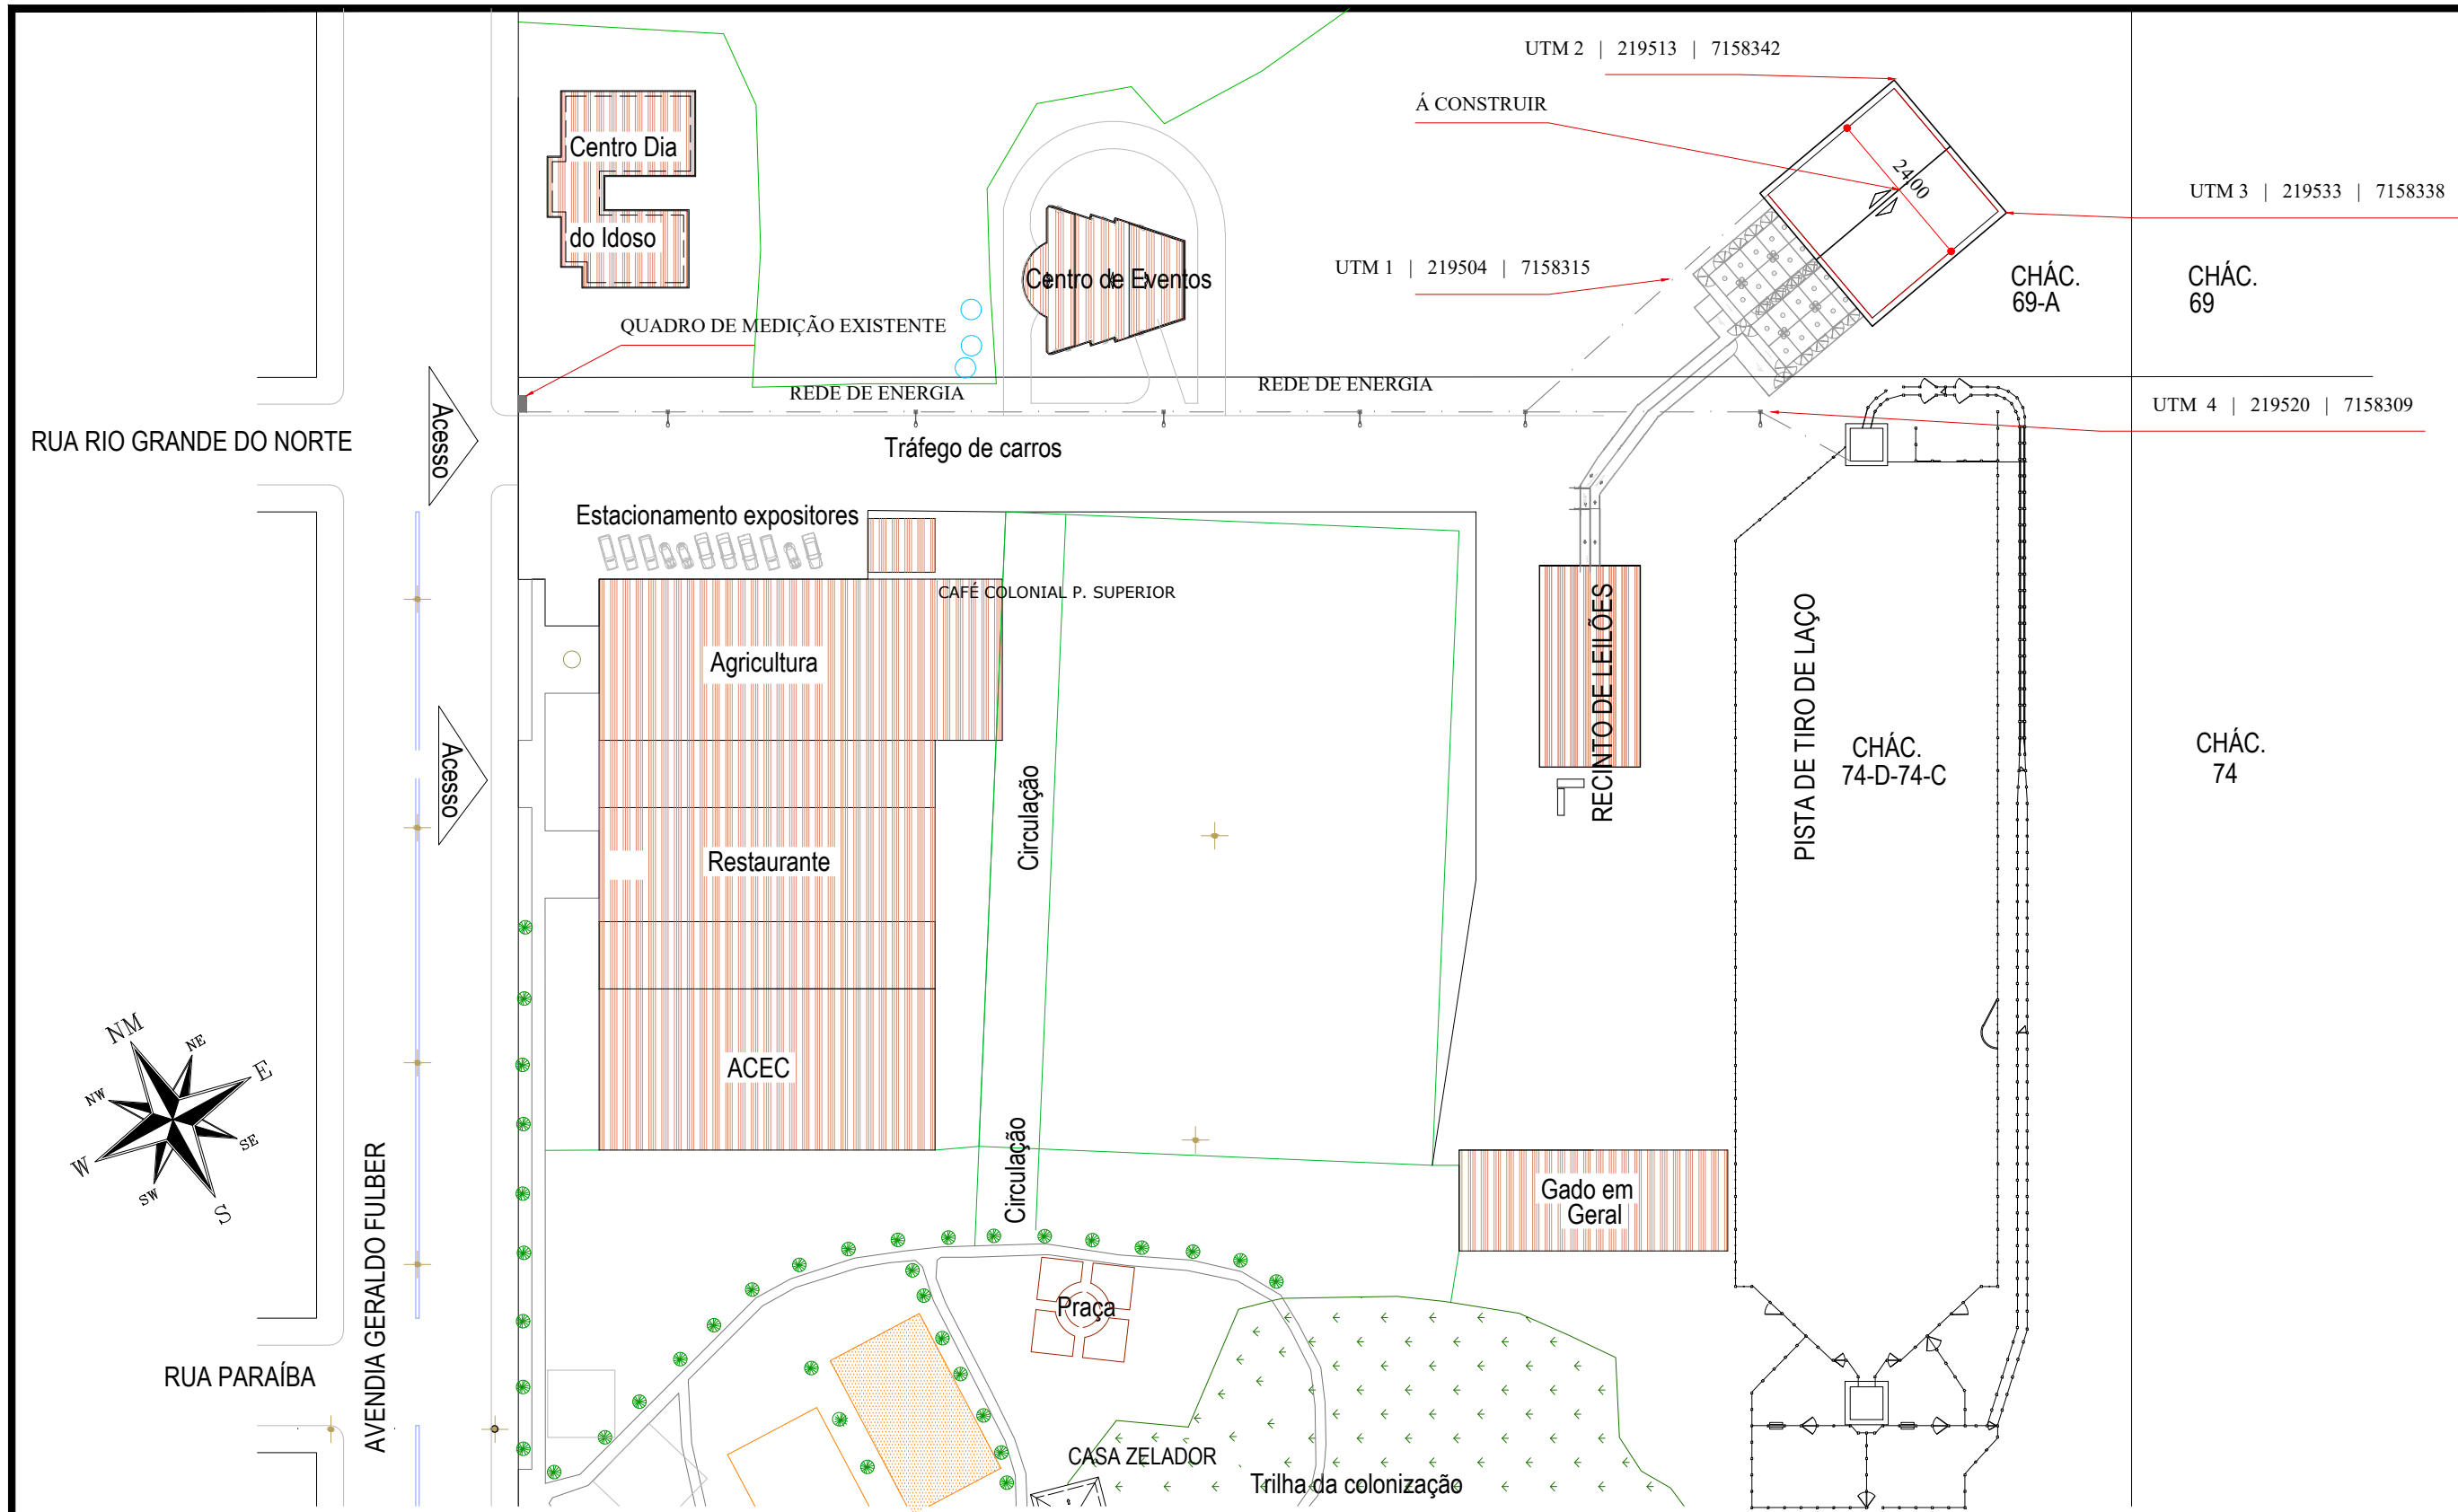 UTM 2 | 219513 | 7158342
Á CONSTRUIR
Centro Dia
do Idoso
24,00
UTM 3 | 219533 | 7158338
UTM 1 | 219504 | 7158315
Centro de Eventos
CHÁC.
69-A
CHÁC.
69
QUADRO DE MEDIÇÃO EXISTENTE
REDE DE ENERGIA
REDE DE ENERGIA
UTM 4 | 219520 | 7158309
RUA RIO GRANDE DO NORTE
Acesso
Tráfego de carros
Estacionamento expositores
CAFÉ COLONIAL P. SUPERIOR
Agricultura
RECINTO DE LEILÕES
PISTA DE TIRO DE LAÇO
CHÁC.
74-D-74-C
CHÁC.
74
Acesso
Circulação
Restaurante
ACEC
NM
NE
E
NW
SE
W
SW
S
Circulação
Gado em
Geral
AVENDIA GERALDO FULBER
Praça
RUA PARAÍBA
CASA ZELADOR
Trilha da colonização